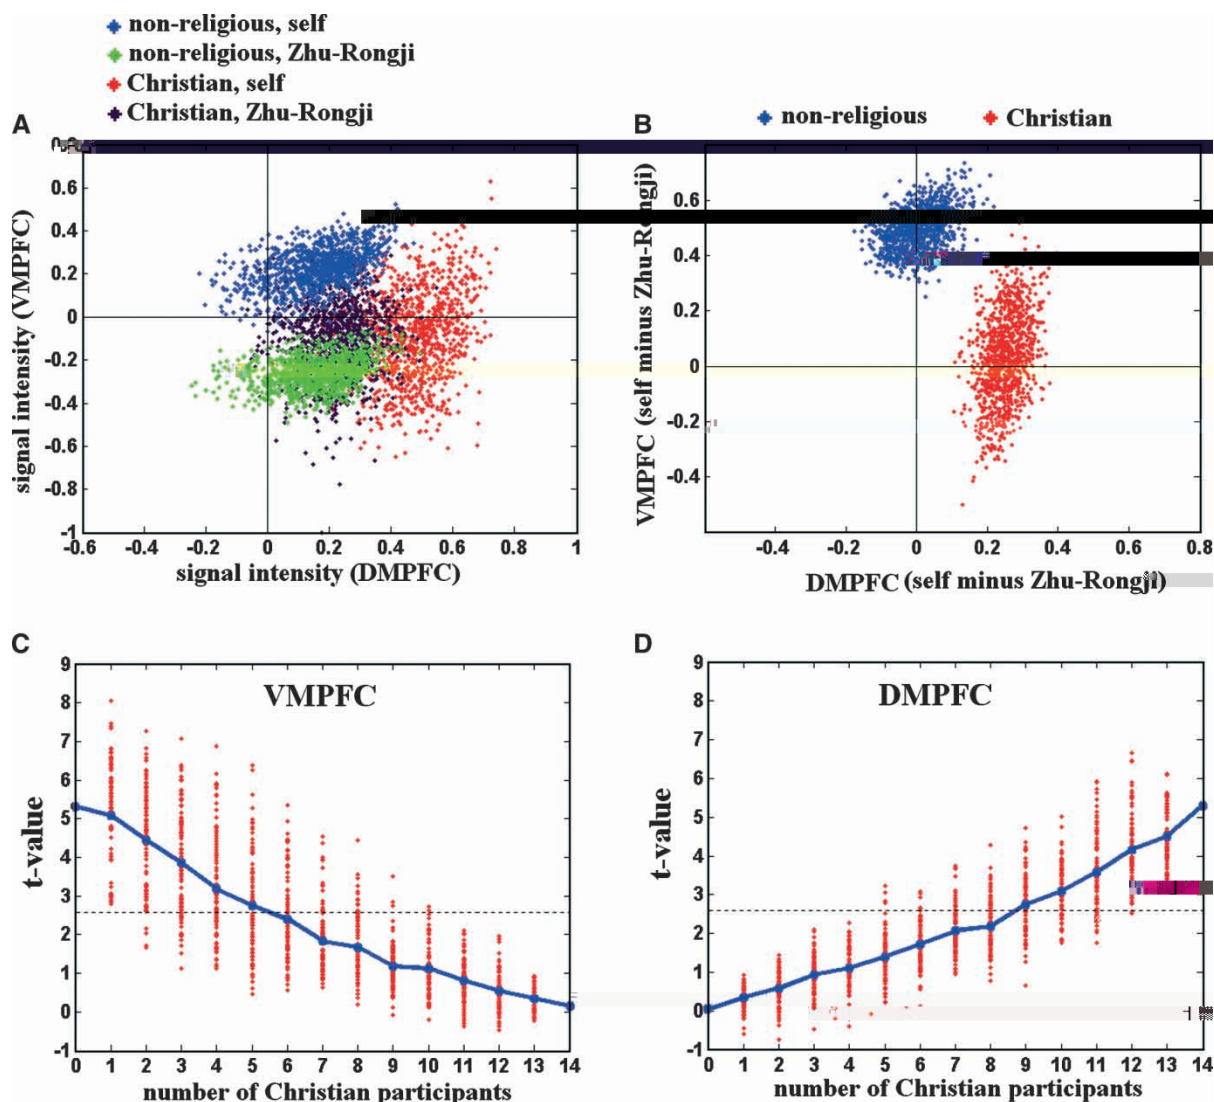 non-religious, self
non-religious, Zhu-Rongji
Christian, self
Christian, Zhu-Rongji
A
0.6
0.4
0.2
0
-0.2
-0.4
-0.6
-0.8
-1
signal intensity (VMPFC)
-0.6 -0.4 -0.2 0 0.2 0.4 0.6 0.8 1
signal intensity (DMPFC)
B
non-religious Christian
0.6
0.4
0.2
0
-0.2
-0.4
VMPFC (self minus Zhu-Rongji)
-0.4 -0.2 0 0.2 0.4 0.6 0.8
DMPFC (self minus Zhu-Rongji)
C
VMPFC
9
8
7
6
5
4
3
2
1
0
-1
t-value
0 1 2 3 4 5 6 7 8 9 10 11 12 13 14
number of Christian participants
D
DMPFC
9
8
7
6
5
4
3
2
1
0
-1
t-value
0 1 2 3 4 5 6 7 8 9 10 11 12 13 14
number of Christian participants